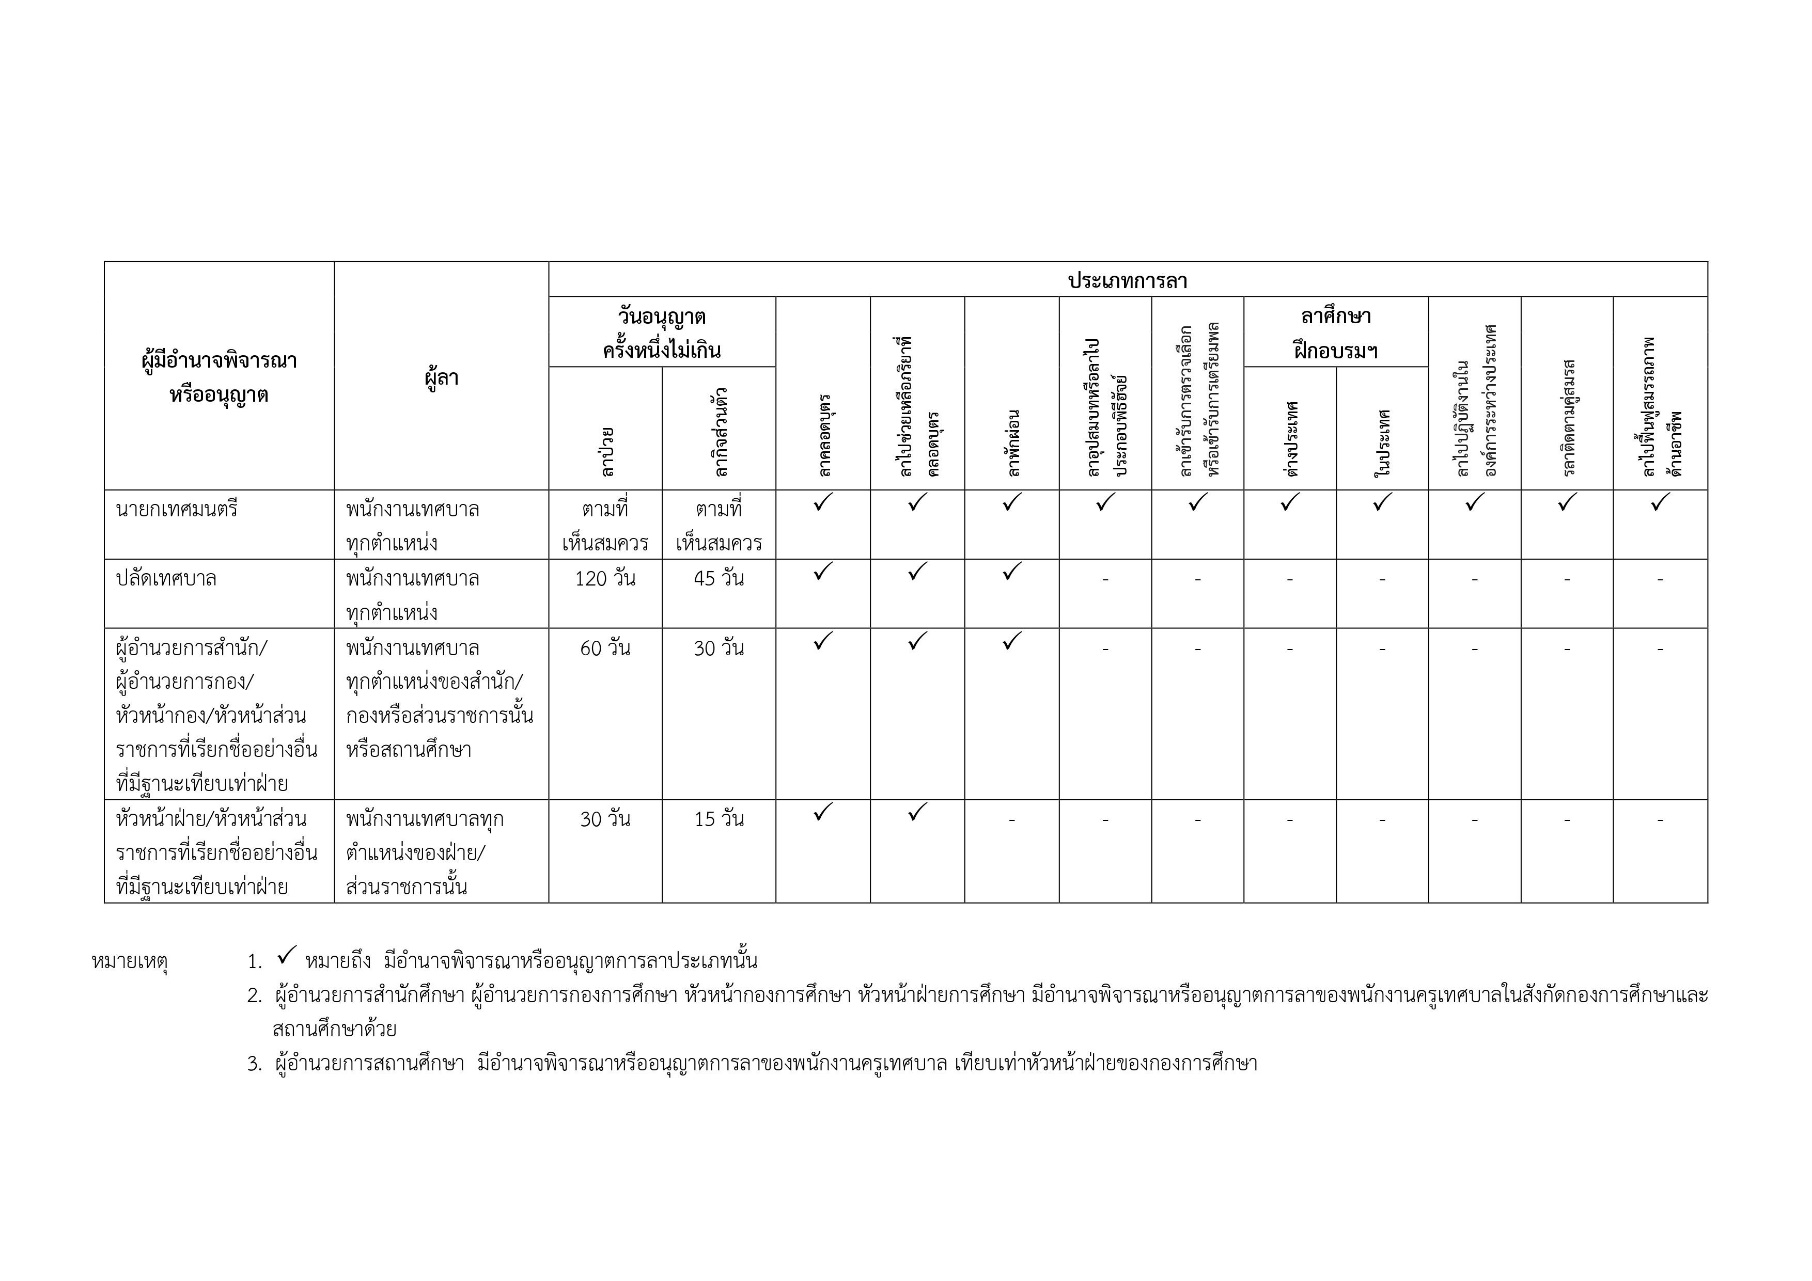 ประเภทการลา
ผู้มีอำนาจพิจารณา
หรืออนุญาต
ผู้ลา
วันอนุญาต
ครั้งหนึ่งไม่เกิน
ลาป่วย
ลากิจส่วนตัว
ลาคลอดบุตร
ลาไปช่วยเหลือภริยาที่
คลอดบุตร
ลาพักผ่อน
ลาอุปสมบทหรือลาไป
ประกอบพิธีฮัจย์
ลาเข้ารับการตรวจเลือก
หรือเข้ารับการเตรียมพล
ลาศึกษา
ฝึกอบรมฯ
ต่างประเทศ
ในประเทศ
ลาไปปฏิบัติงานใน
องค์การระหว่างประเทศ
รลาติดตามคู่สมรส
ลาไปฟื้นฟูสมรรถภาพ
ด้านอาชีพ
นายกเทศมนตรี
พนักงานเทศบาล
ทุกตำแหน่ง
ตามที่
เห็นสมควร
ตามที่
เห็นสมควร
✓ ✓ ✓ ✓ ✓ ✓ ✓ ✓ ✓ ✓
ปลัดเทศบาล
พนักงานเทศบาล
ทุกตำแหน่ง
120 วัน
45 วัน
✓ ✓ ✓ - - - - - - -
ผู้อำนวยการสำนัก/
ผู้อำนวยการกอง/
หัวหน้ากอง/หัวหน้าส่วน
ราชการที่เรียกชื่ออย่างอื่น
ที่มีฐานะเทียบเท่าฝ่าย
พนักงานเทศบาล
ทุกตำแหน่งของสำนัก/
กองหรือส่วนราชการนั้น
หรือสถานศึกษา
60 วัน
30 วัน
✓ ✓ ✓ - - - - - - -
หัวหน้าฝ่าย/หัวหน้าส่วน
ราชการที่เรียกชื่ออย่างอื่น
ที่มีฐานะเทียบเท่าฝ่าย
พนักงานเทศบาลทุก
ตำแหน่งของฝ่าย/
ส่วนราชการนั้น
30 วัน
15 วัน
✓ ✓ - - - - - - - -
หมายเหตุ 1. ✓ หมายถึง มีอำนาจพิจารณาหรืออนุญาตการลาประเภทนั้น
2. ผู้อำนวยการสำนักศึกษา ผู้อำนวยการกองการศึกษา หัวหน้ากองการศึกษา หัวหน้าฝ่ายการศึกษา มีอำนาจพิจารณาหรืออนุญาตการลาของพนักงานครูเทศบาลในสังกัดกองการศึกษาและ
สถานศึกษาด้วย
3. ผู้อำนวยการสถานศึกษา มีอำนาจพิจารณาหรืออนุญาตการลาของพนักงานครูเทศบาล เทียบเท่าหัวหน้าฝ่ายของกองการศึกษา